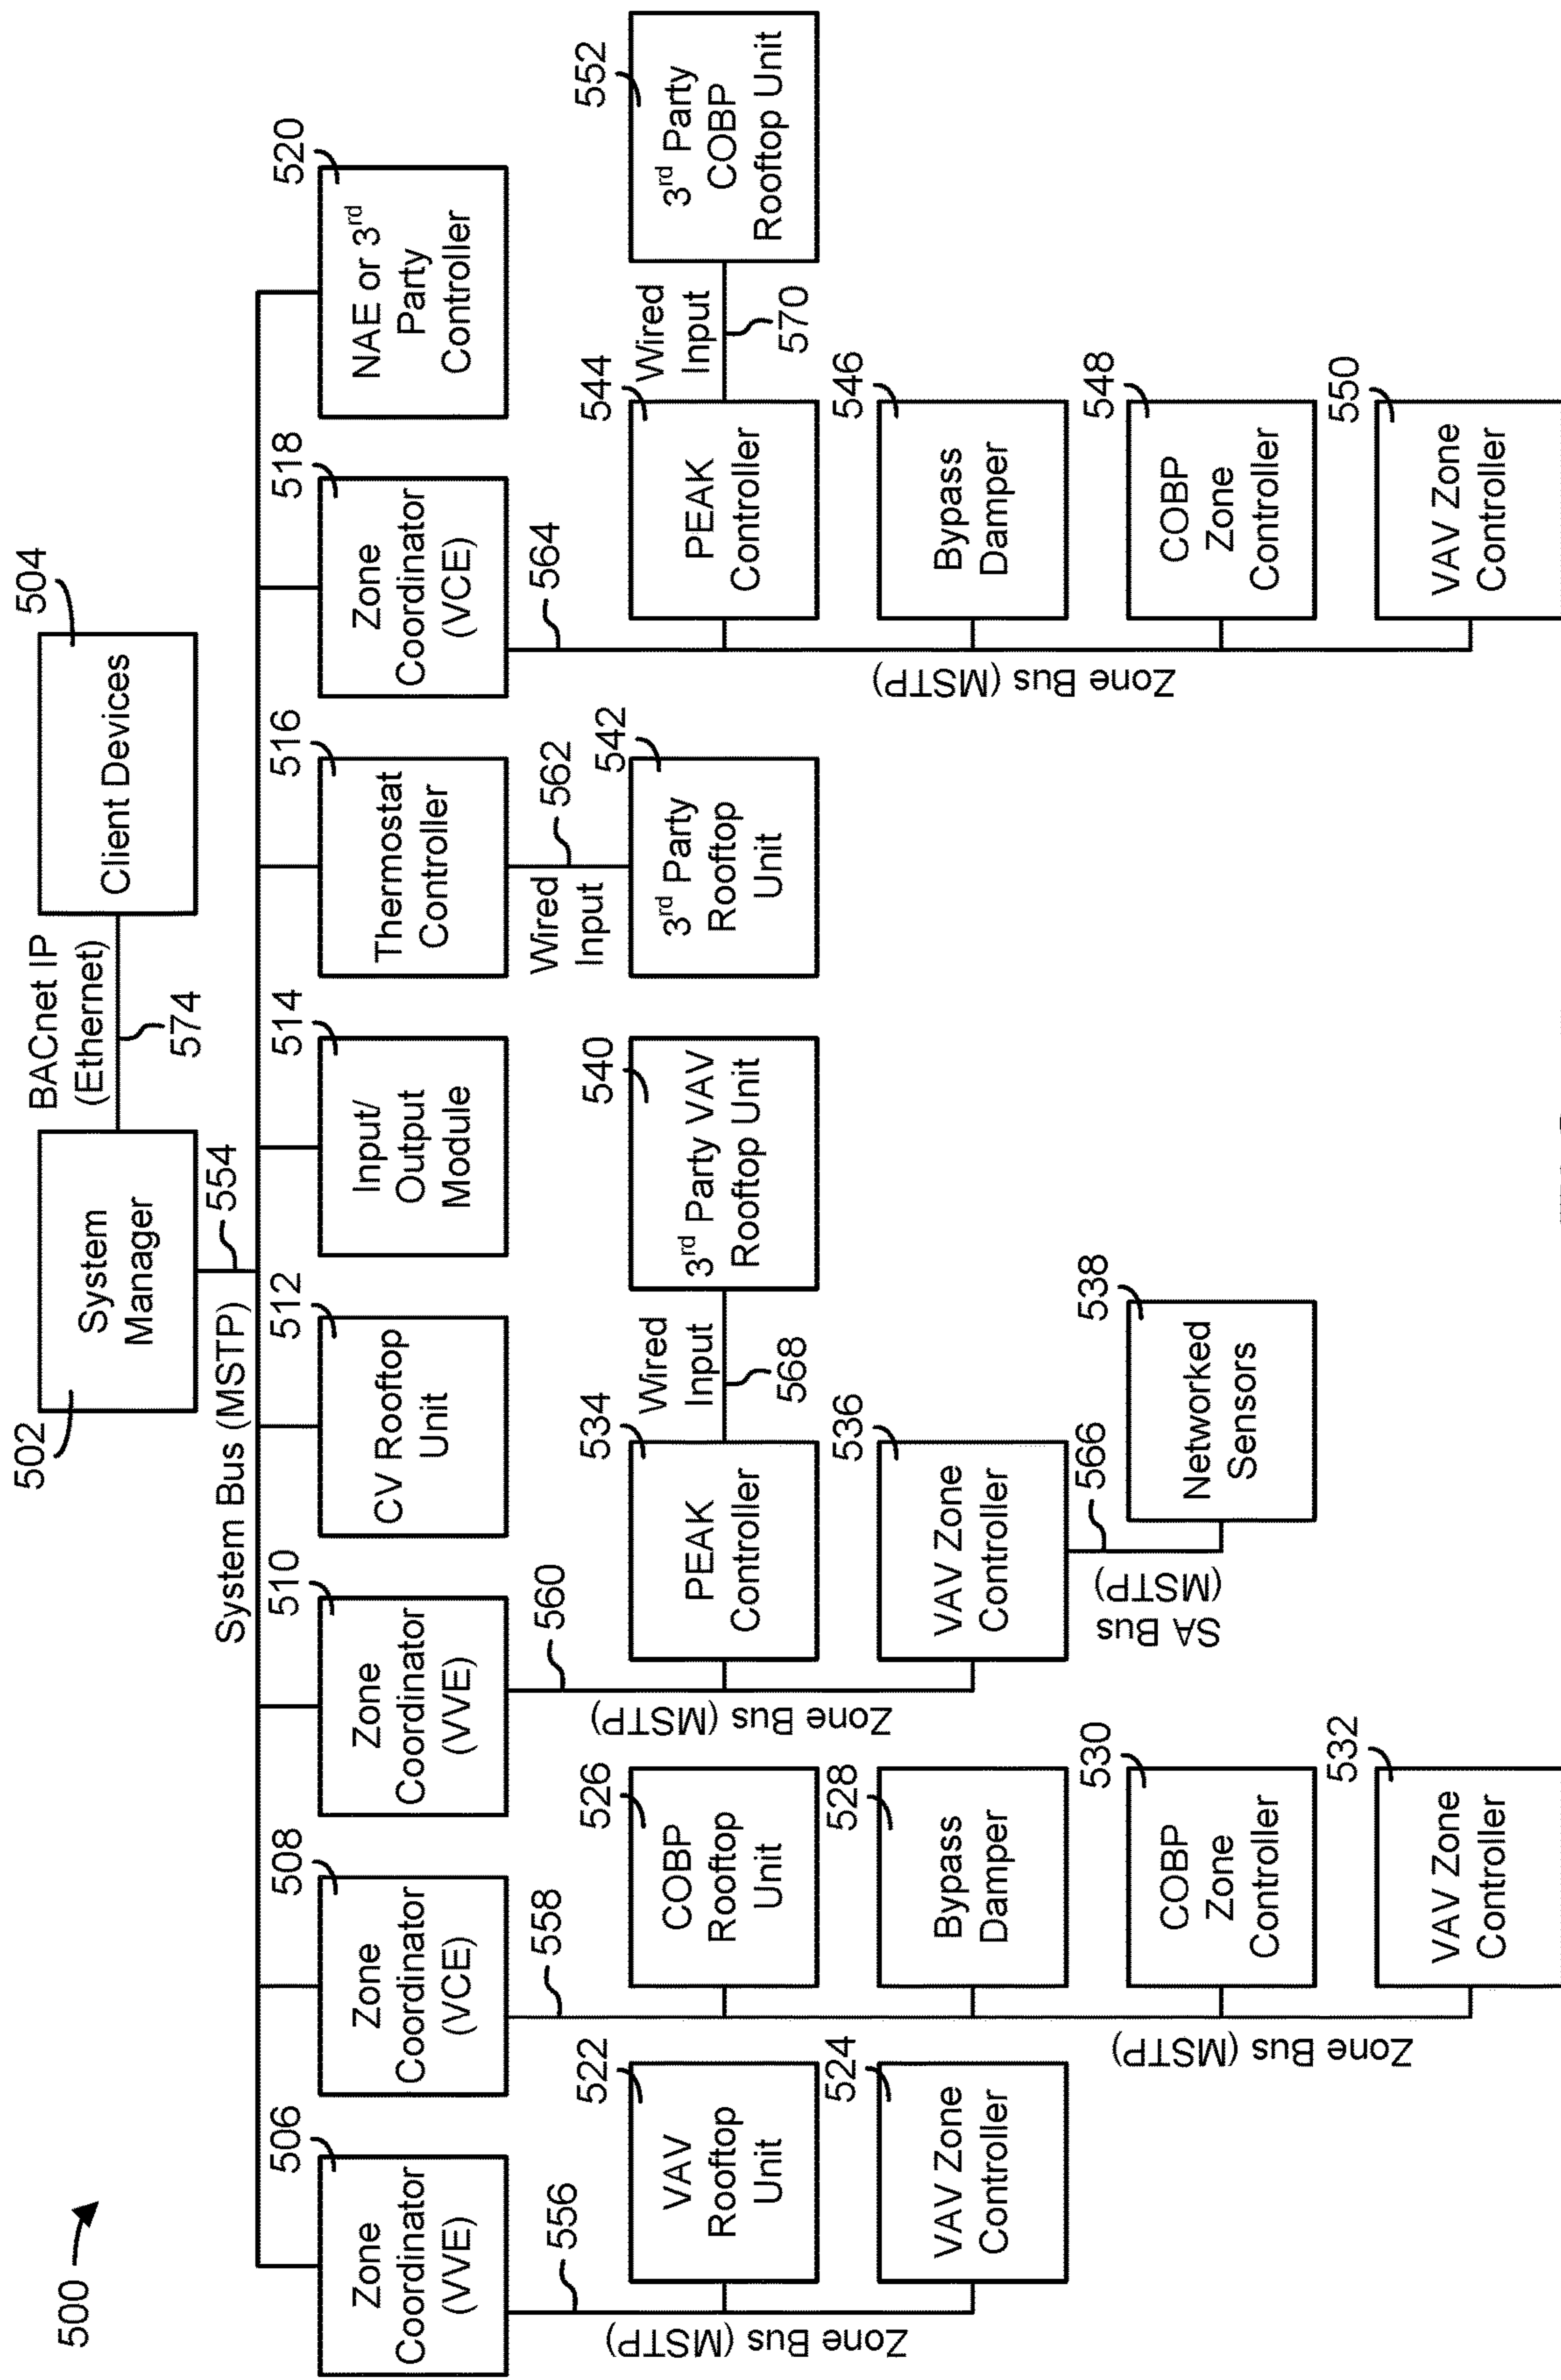 500
502
System
Manager
BACnet IP
(Ethernet)
574
504
Client Devices
System Bus (MSTP)
554
506
Zone
Coordinator
(VVE)
508
Zone
Coordinator
(VCE)
510
Zone
Coordinator
(VVE)
512
CV Rooftop
Unit
514
Input/
Output
Module
516
Thermostat
Controller
518
Zone
Coordinator
(VCE)
520
NAE or 3rd
Party
Controller
556
Zone Bus (MSTP)
522
VAV
Rooftop
Unit
524
VAV Zone
Controller
558
Zone Bus (MSTP)
526
COBP
Rooftop
Unit
528
Bypass
Damper
530
COBP
Zone
Controller
532
VAV Zone
Controller
560
Zone Bus (MSTP)
534
PEAK
Controller
Wired
Input
568
540
3rd Party VAV
Rooftop Unit
536
VAV Zone
Controller
566
SA Bus
(MSTP)
538
Networked
Sensors
Wired
Input
562
542
3rd Party
Rooftop
Unit
564
Zone Bus (MSTP)
544
PEAK
Controller
Wired
Input
570
552
3rd Party
COBP
Rooftop Unit
546
Bypass
Damper
548
COBP
Zone
Controller
550
VAV Zone
Controller